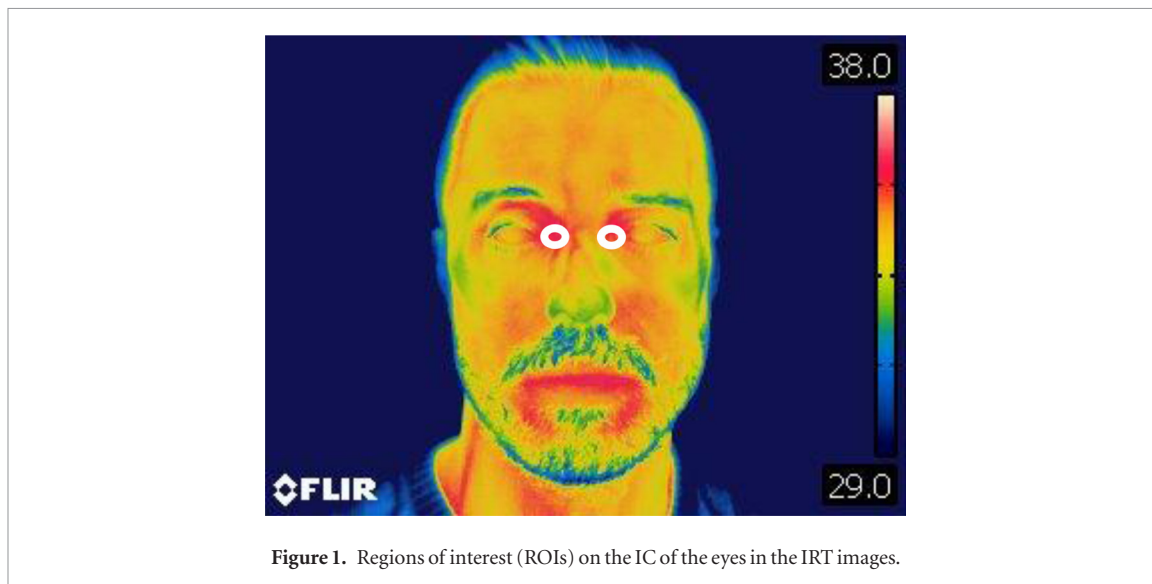 38.0
FLIR
29.0
Figure 1. Regions of interest (ROIs) on the IC of the eyes in the IRT images.